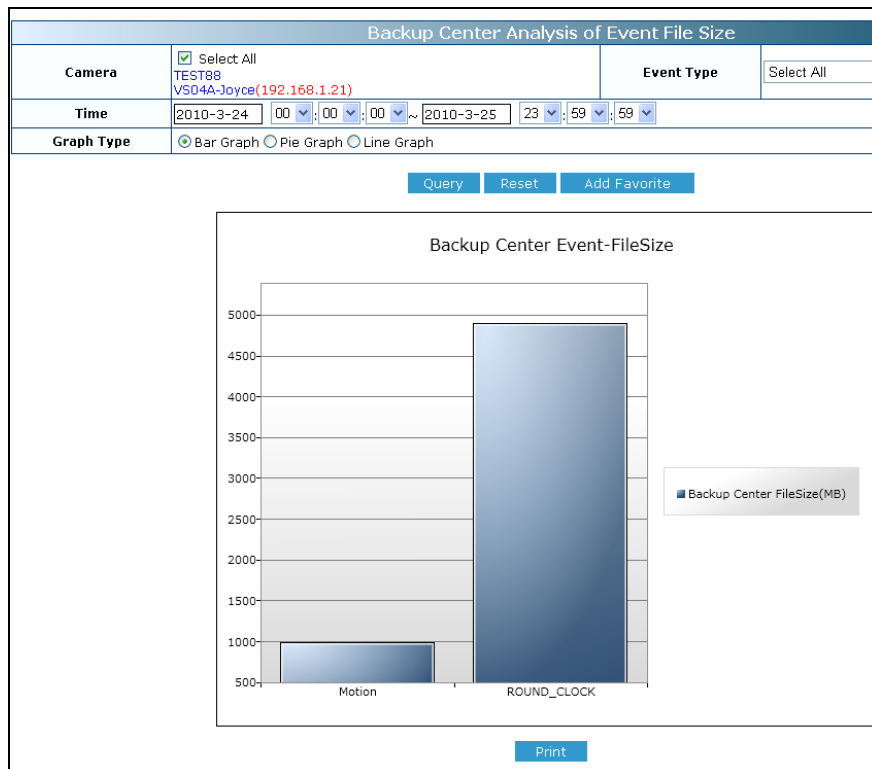 Backup Center Analysis of Event File Size
Camera
Select All
TEST88
VS04A-Joyce(192.168.1.21)
Event Type
Select All
Time
2010-3-24 00 : 00 : 00 ~ 2010-3-25 23 : 59 : 59
Graph Type
Bar Graph Pie Graph Line Graph
Query Reset Add Favorite
Backup Center Event-FileSize
5000
4500
4000
3500
3000
2500
2000
1500
1000
500
Motion ROUND_CLOCK
Backup Center FileSize(MB)
Print